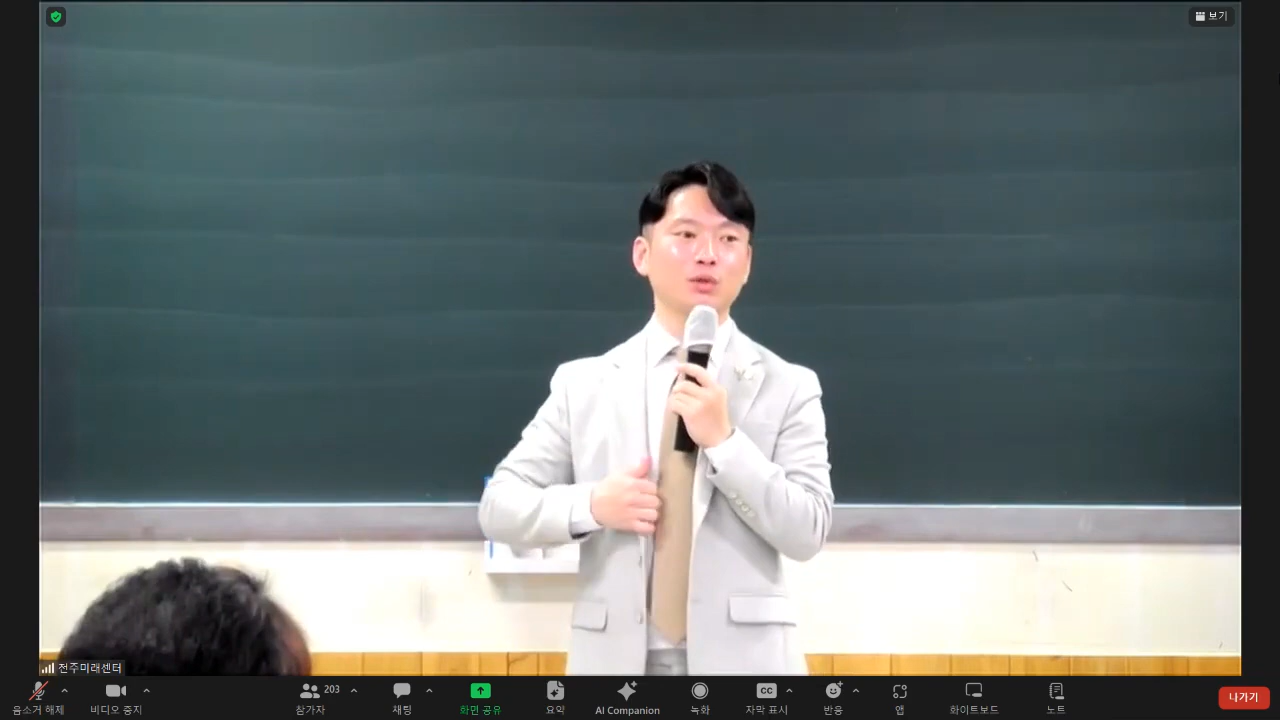 보기
전주미래센터
음소거 해제
비디오 중지
203
참가자
채팅
화면 공유
요약
AI Companion
녹화
CC
자막 표시
반응
앱
화이트보드
노트
나가기